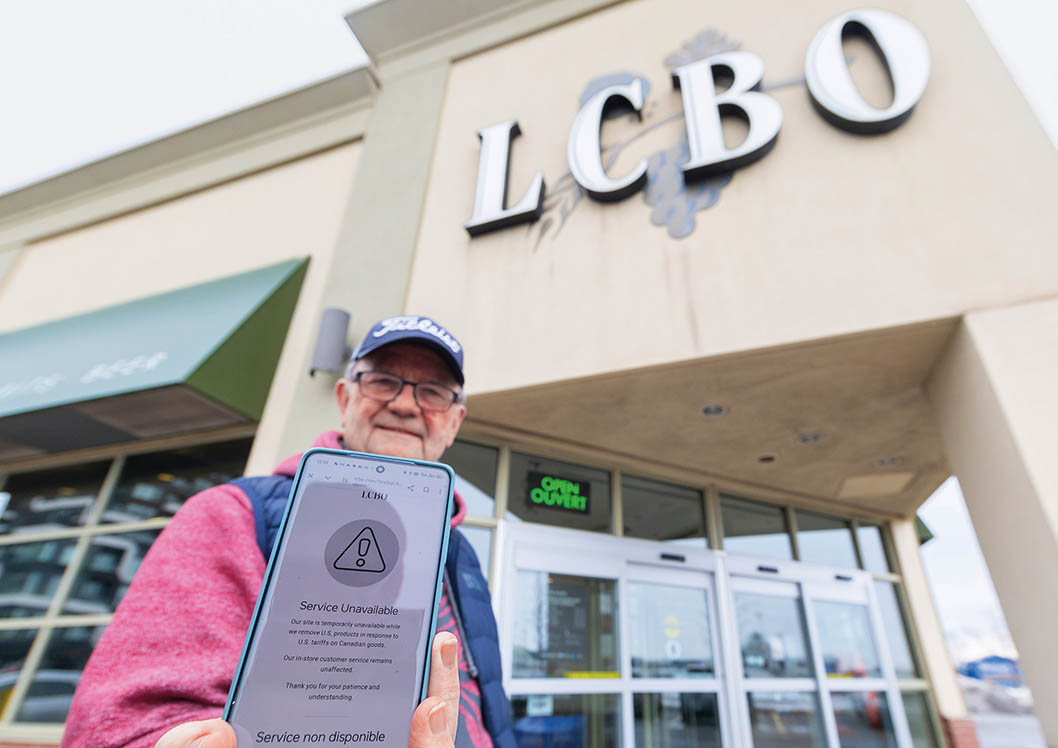 LCBO
BEER
Titleist
OPEN
OUVERT
LCBO
Service Unavailable
Our site is temporarily unavailable while
we remove U.S. products in response to
U.S. tariffs on Canadian goods.
Our in-store customer service remains
unaffected.
Thank you for your patience and
understanding.
Service non disponible